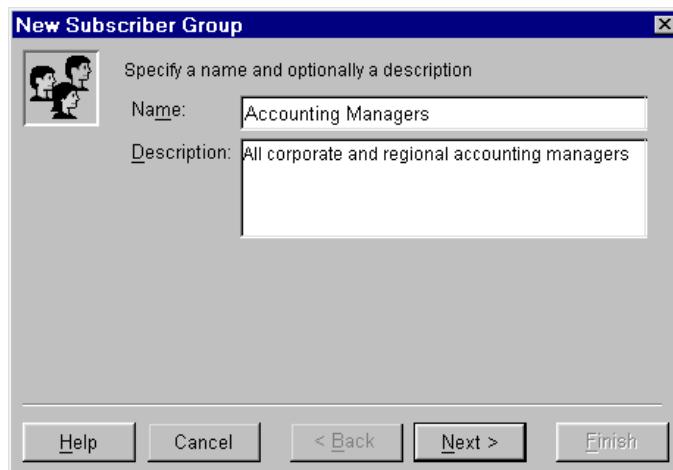 New Subscriber Group
Specify a name and optionally a description
Name:
Accounting Managers
Description:
All corporate and regional accounting managers
Help
Cancel
< Back
Next >
Finish